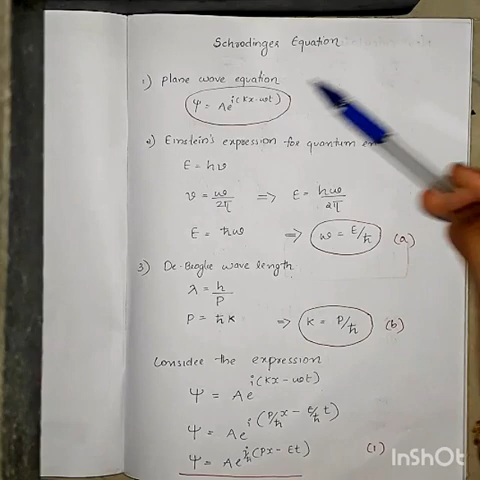 Schrodinger Equation
1) Plane wave equation
Ψ = Ae^i(Kx-ωt)
2) Einstein's expression for quantum
E = hυ
υ = ω/2π => E = hω/2π
E = ħω => ω = E/ħ (a)
3) De-Broglie wave length
λ = h/P
P = ħK => K = P/ħ (b)
Consider the expression
Ψ = Ae^i(Kx - ωt)
Ψ = Ae^i(P/ħ x - E/ħ t)
Ψ = Ae^i/ħ(Px - Et) (1)
InShOt